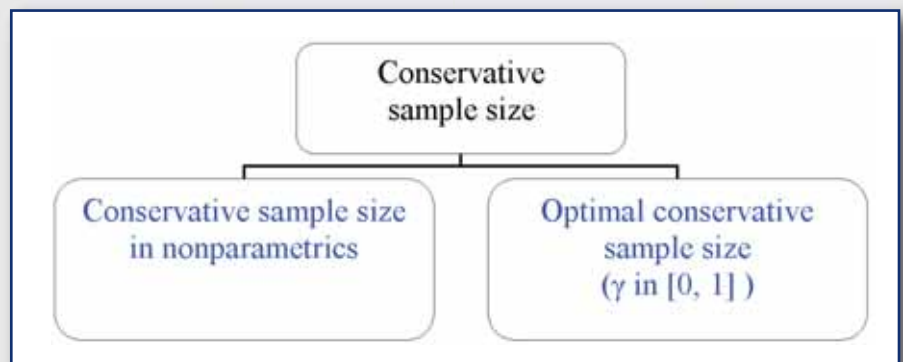 Conservative
sample size
Conservative sample size
in nonparametrics
Optimal conservative
sample size
(γ in [0, 1] )